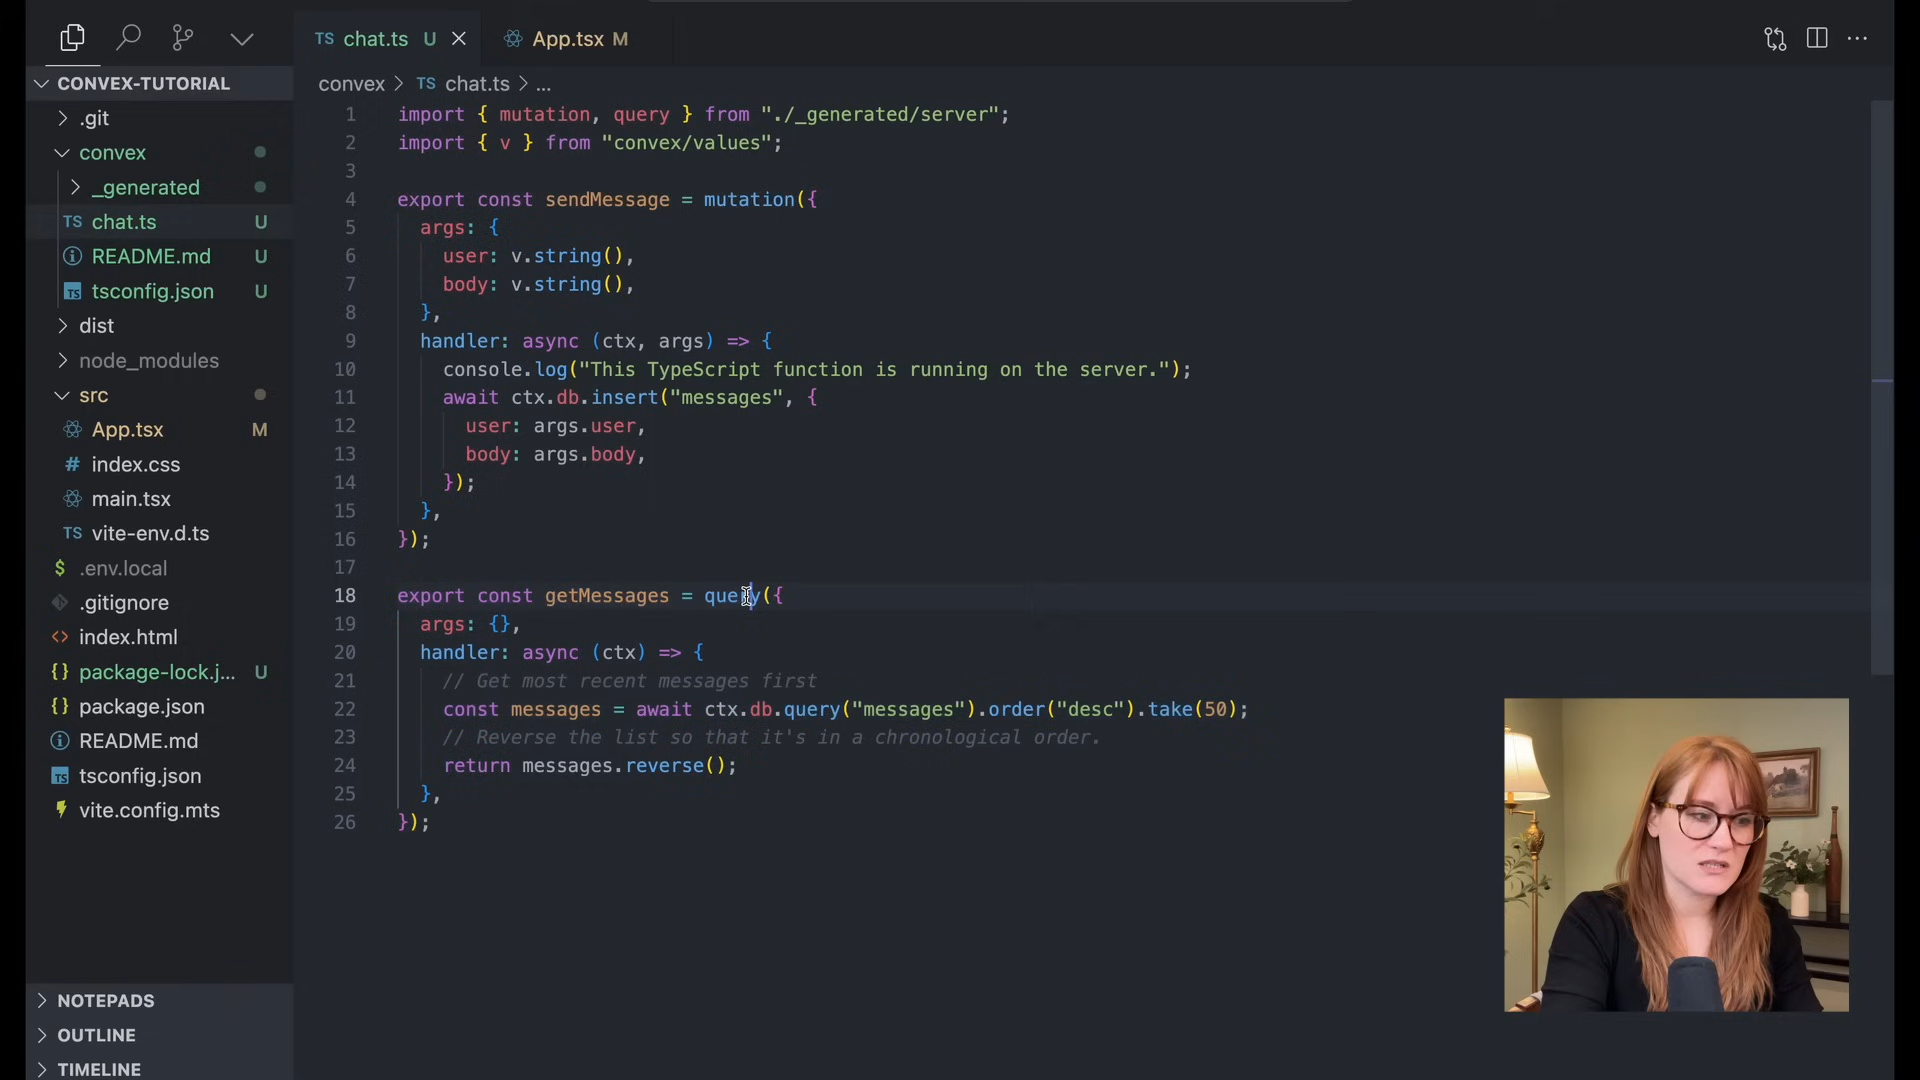 TS chat.ts U
App.tsx M
CONVEX-TUTORIAL
.git
convex
_generated
TS chat.ts U
README.md U
TS tsconfig.json U
dist
node_modules
src
App.tsx M
# index.css
main.tsx
TS vite-env.d.ts
$ .env.local
.gitignore
<> index.html
{} package-lock.j... U
{} package.json
README.md
TS tsconfig.json
vite.config.mts
NOTEPADS
OUTLINE
TIMELINE
convex > TS chat.ts > ...
1 import { mutation, query } from "./_generated/server";
2 import { v } from "convex/values";
3
4 export const sendMessage = mutation({
5 args: {
6 user: v.string(),
7 body: v.string(),
8 },
9 handler: async (ctx, args) => {
10 console.log("This TypeScript function is running on the server.");
11 await ctx.db.insert("messages", {
12 user: args.user,
13 body: args.body,
14 });
15 },
16 });
17
18 export const getMessages = query({
19 args: {},
20 handler: async (ctx) => {
21 // Get most recent messages first
22 const messages = await ctx.db.query("messages").order("desc").take(50);
23 // Reverse the list so that it's in a chronological order.
24 return messages.reverse();
25 },
26 });